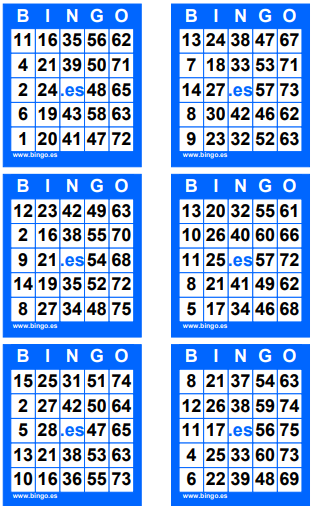 B I N G O
11 16 35 56 62
4 21 39 50 71
2 24 .es 48 65
6 19 43 58 63
1 20 41 47 72
www.bingo.es
B I N G O
13 24 38 47 67
7 18 33 53 71
14 27 .es 57 73
8 30 42 46 62
9 23 32 52 63
www.bingo.es
B I N G O
12 23 42 49 63
2 16 38 55 70
9 21 .es 54 68
14 19 35 52 72
8 27 34 48 75
www.bingo.es
B I N G O
13 20 32 55 61
10 26 40 60 66
11 25 .es 57 72
8 21 41 49 62
5 17 34 46 68
www.bingo.es
B I N G O
15 25 31 51 74
2 27 42 50 64
5 28 .es 47 65
13 21 38 53 63
10 16 36 55 73
www.bingo.es
B I N G O
8 21 37 54 63
12 26 38 59 74
11 17 .es 56 75
4 25 33 60 73
6 22 39 48 69
www.bingo.es